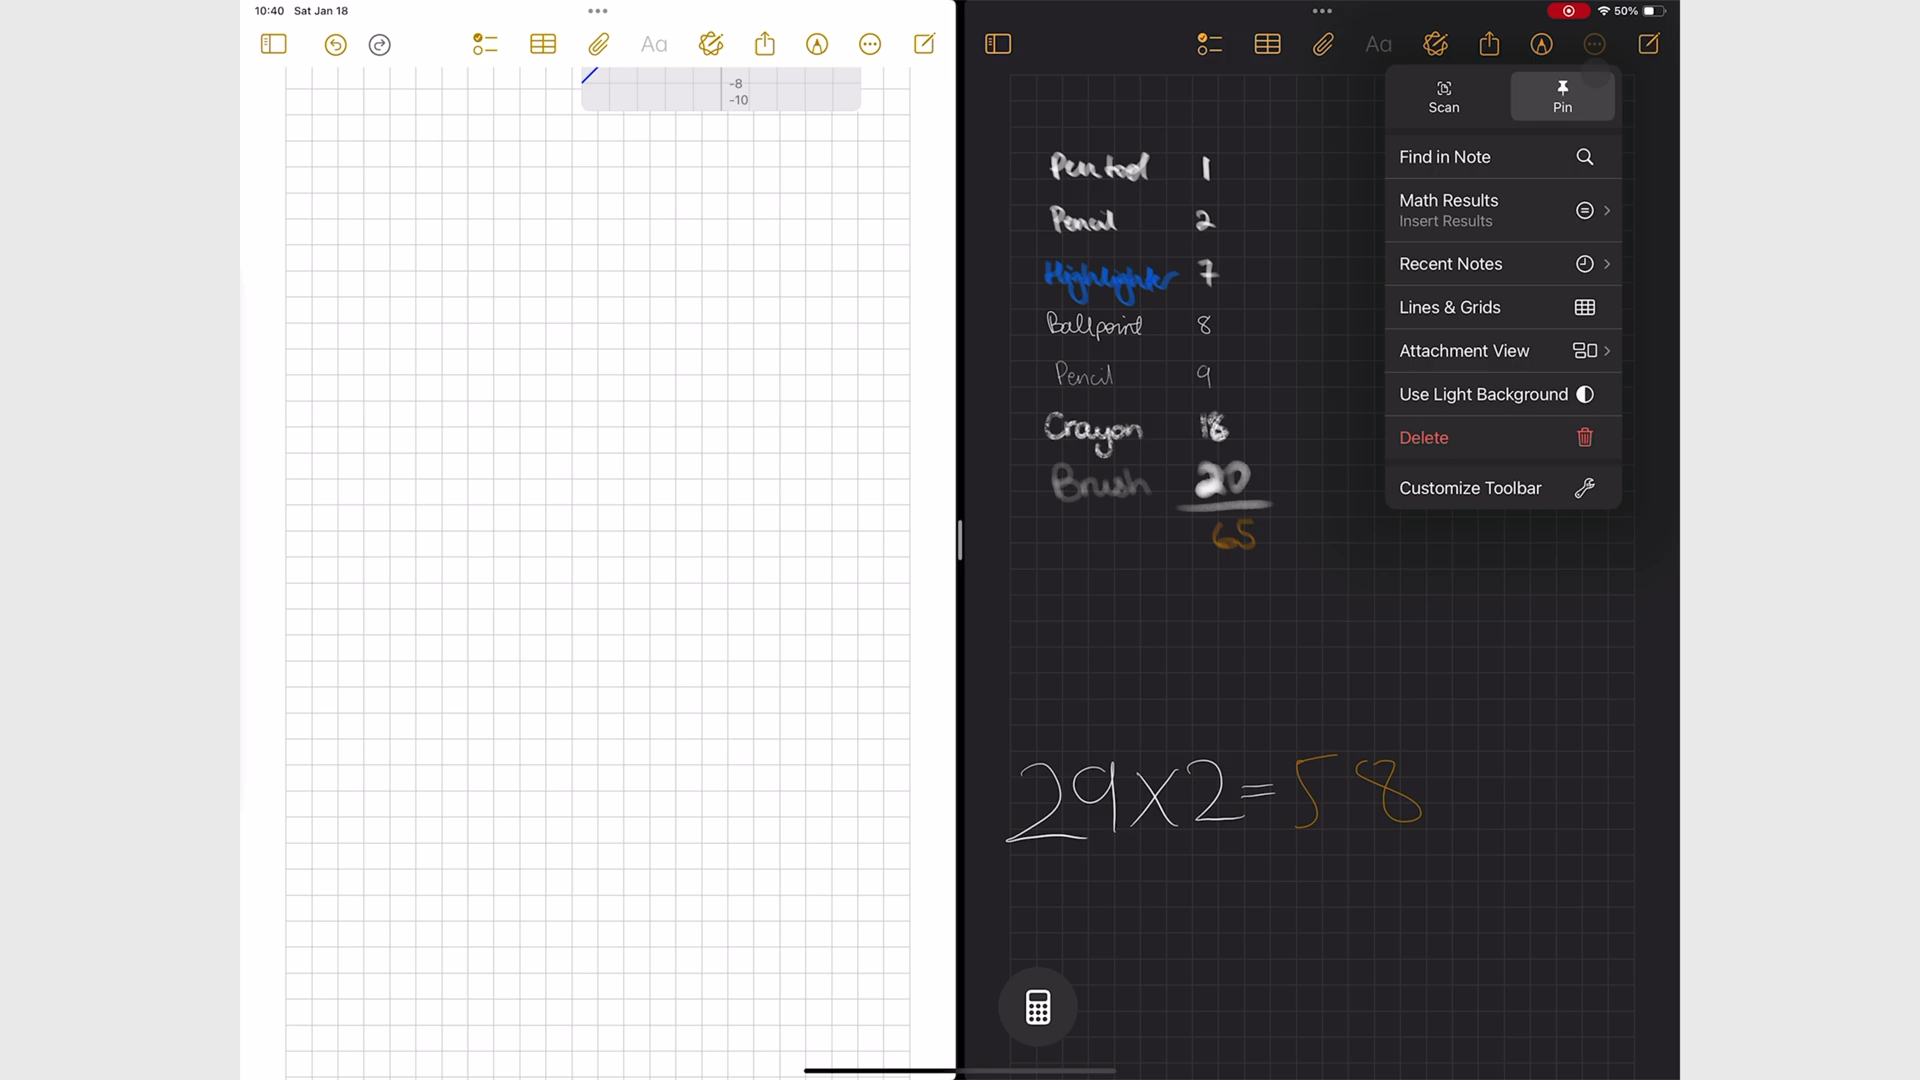 10:40 Sat Jan 18
50%
Aa
-8
-10
Aa
Scan
Pin
Find in Note
Math Results
Insert Results
Recent Notes
Lines & Grids
Attachment View
Use Light Background
Delete
Customize Toolbar
Pen tool 1
Pencil 2
Highlighter 7
Ballpoint 8
Pencil 9
Crayon 18
Brush 20
65
29x2=58